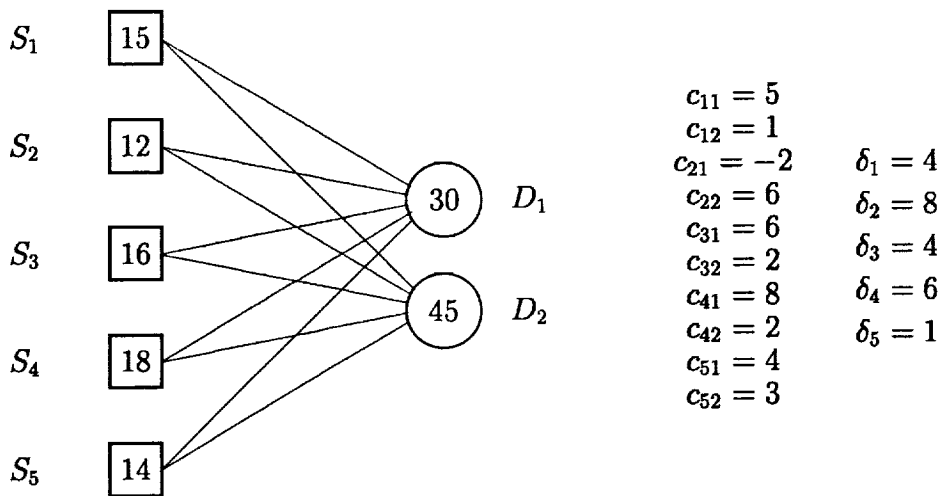 S₁ 15
S₂ 12
S₃ 16
S₄ 18
S₅ 14
30 D₁
45 D₂
c₁₁ = 5
c₁₂ = 1
c₂₁ = −2
c₂₂ = 6
c₃₁ = 6
c₃₂ = 2
c₄₁ = 8
c₄₂ = 2
c₅₁ = 4
c₅₂ = 3
δ₁ = 4
δ₂ = 8
δ₃ = 4
δ₄ = 6
δ₅ = 1